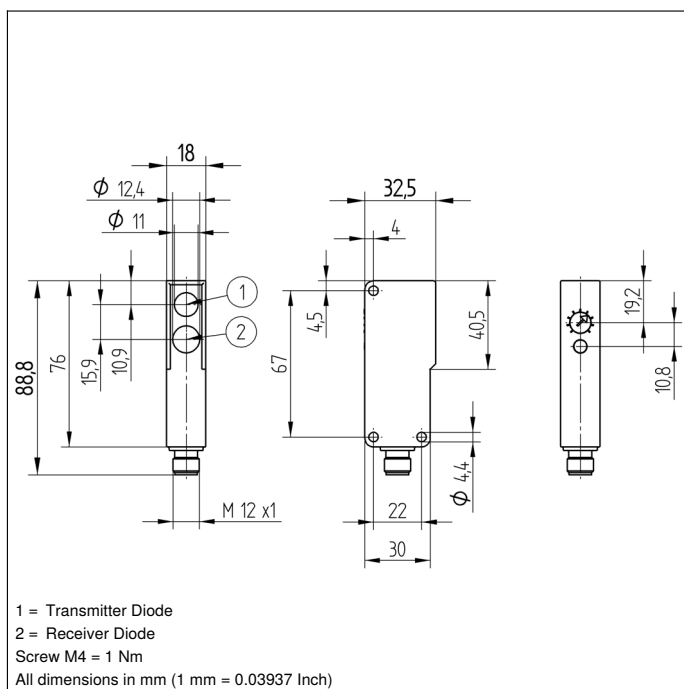 18
ϕ 12,4
ϕ 11
1
2
88,8
76
15,9
10,9
M 12 x1
32,5
4
4,5
67
40,5
ϕ 4,4
22
30
19,2
10,8
1 = Transmitter Diode
2 = Receiver Diode
Screw M4 = 1 Nm
All dimensions in mm (1 mm = 0.03937 Inch)